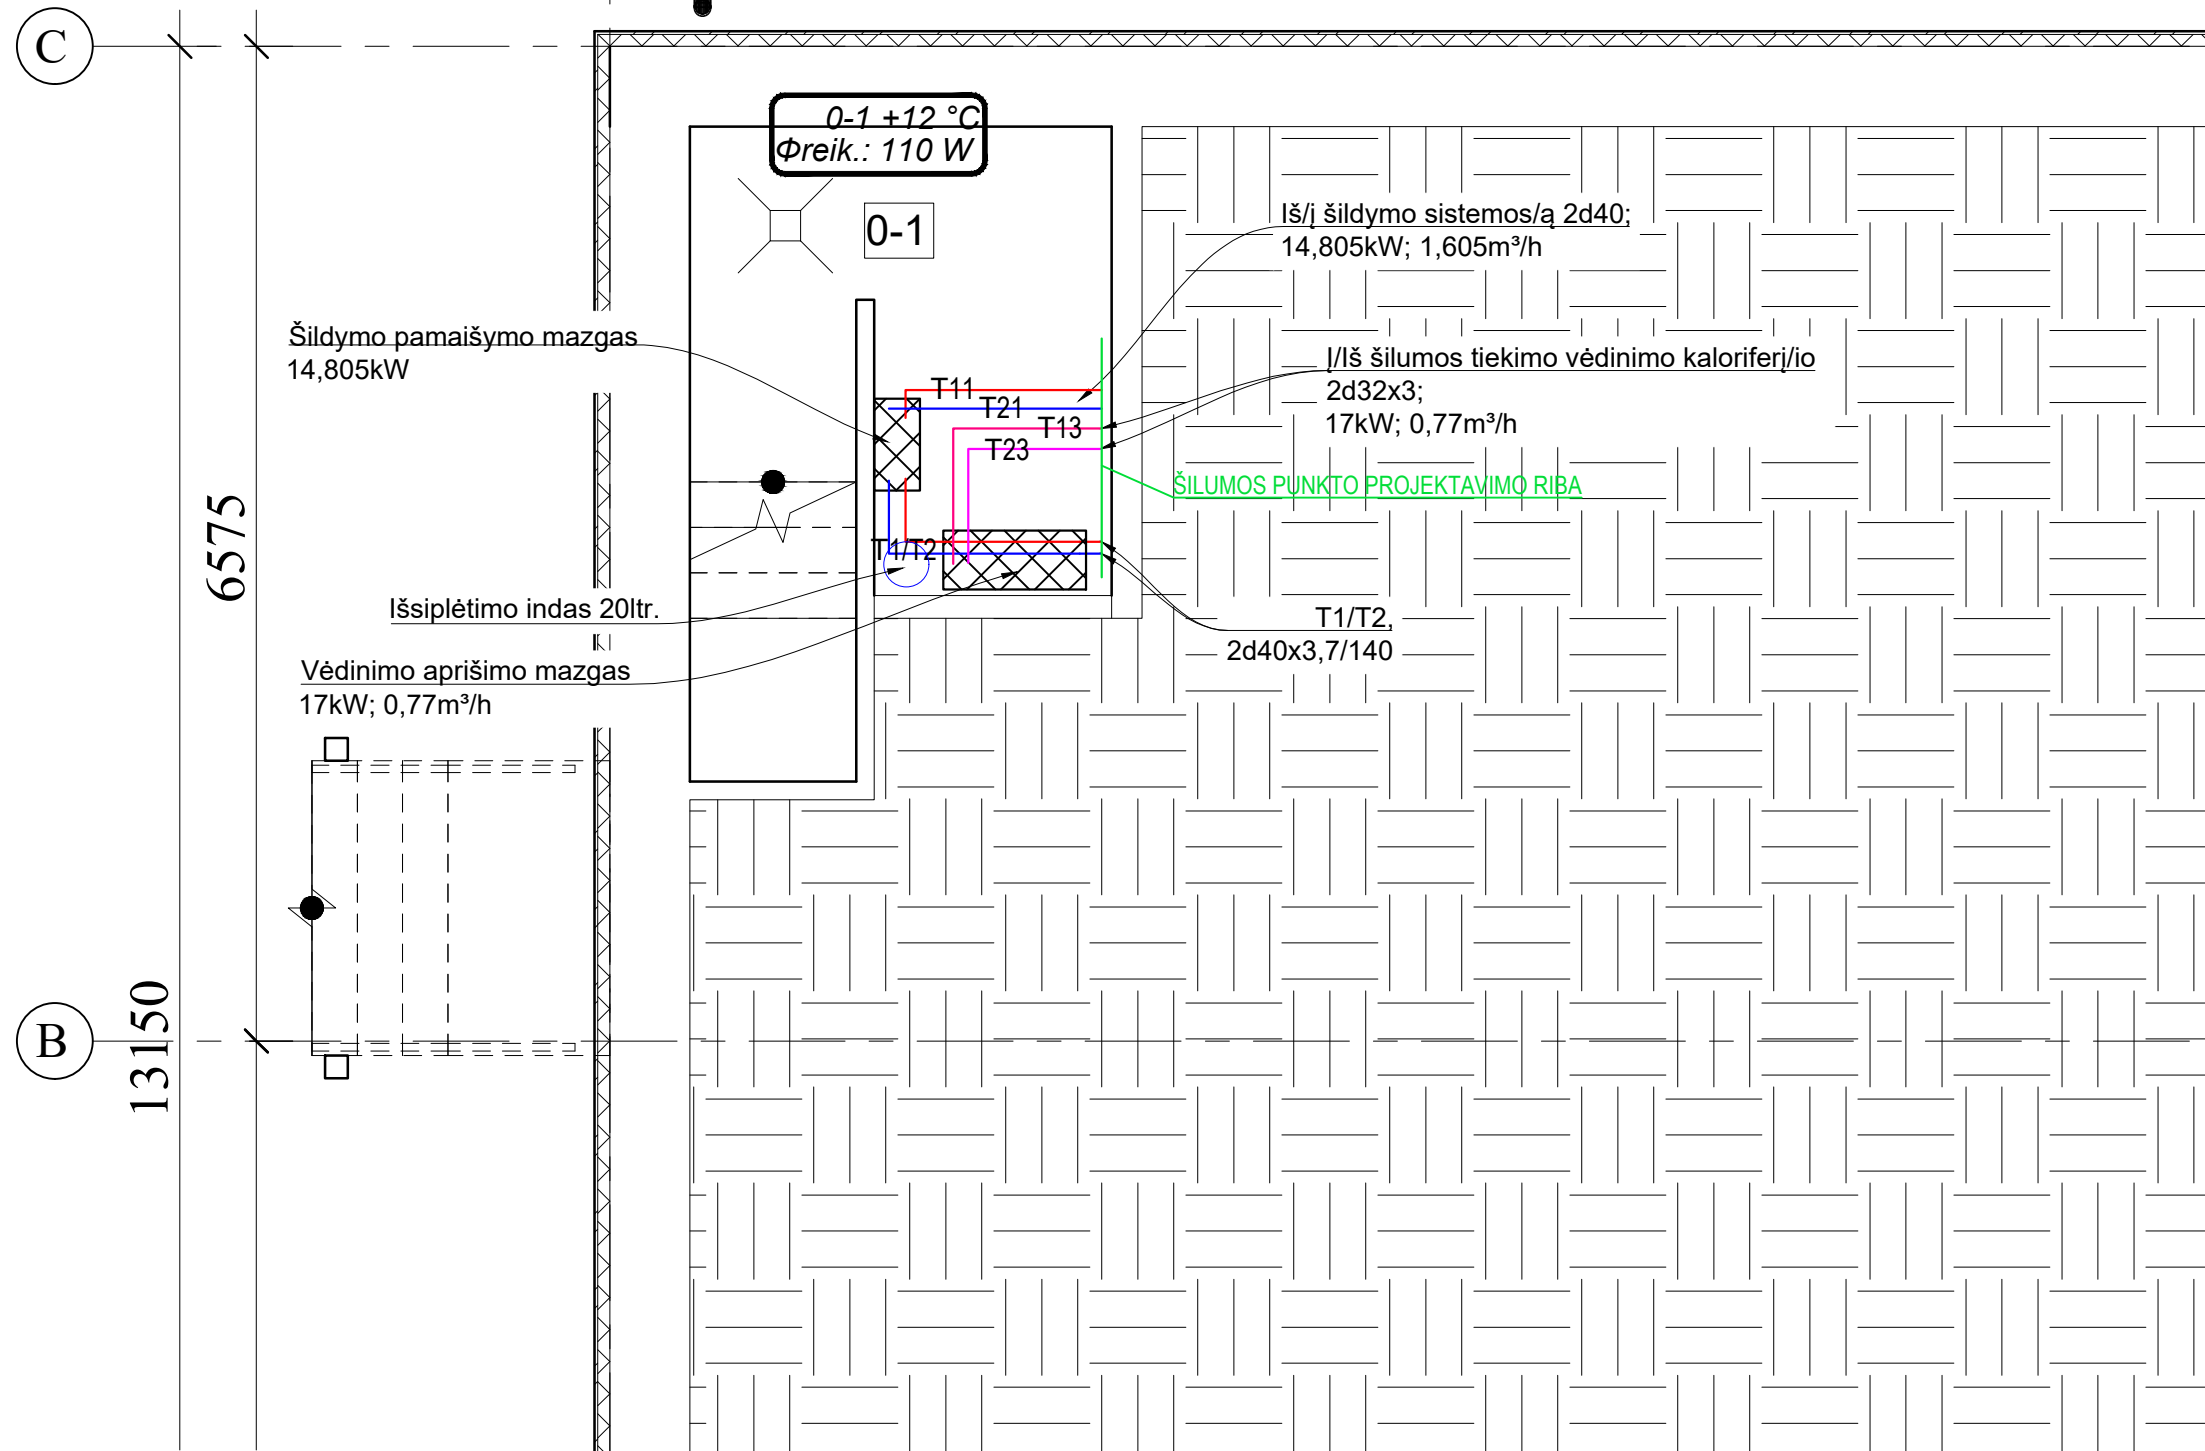 C
0-1 +12 °C
Φreik.: 110 W
0-1
Iš/į šildymo sistemos/ą 2d40;
14,805kW; 1,605m³/h
Šildymo pamaišymo mazgas
14,805kW
Į/Iš šilumos tiekimo vėdinimo kaloriferį/io
2d32x3;
17kW; 0,77m³/h
T11
T21
T13
T23
ŠILUMOS PUNKTO PROJEKTAVIMO RIBA
6575
T1/T2
Išsiplėtimo indas 20ltr.
T1/T2,
2d40x3,7/140
Vėdinimo aprišimo mazgas
17kW; 0,77m³/h
B
13150